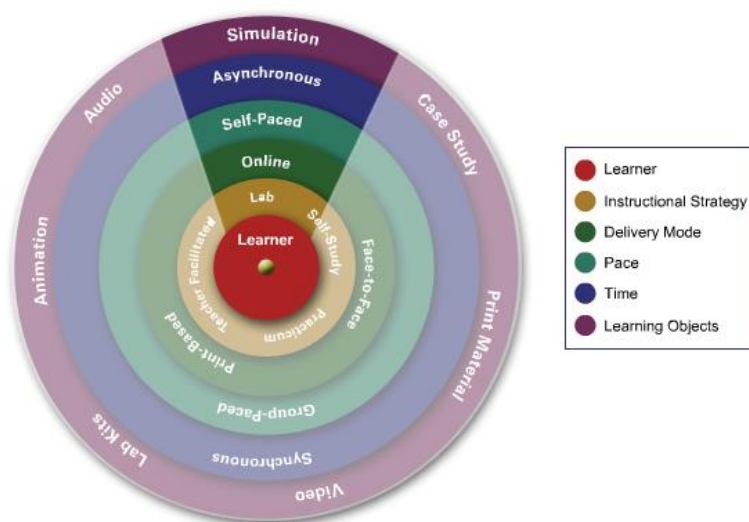 Simulation
Asynchronous
Self-Paced
Online
Lab
Learner
Audio
Animation
Lab Kits
Video
Print Material
Case Study
Synchronous
Group-Paced
Print-Based
Face-to-Face
Teacher Facilitated
Practicum
Self-Study
Learner
Instructional Strategy
Delivery Mode
Pace
Time
Learning Objects